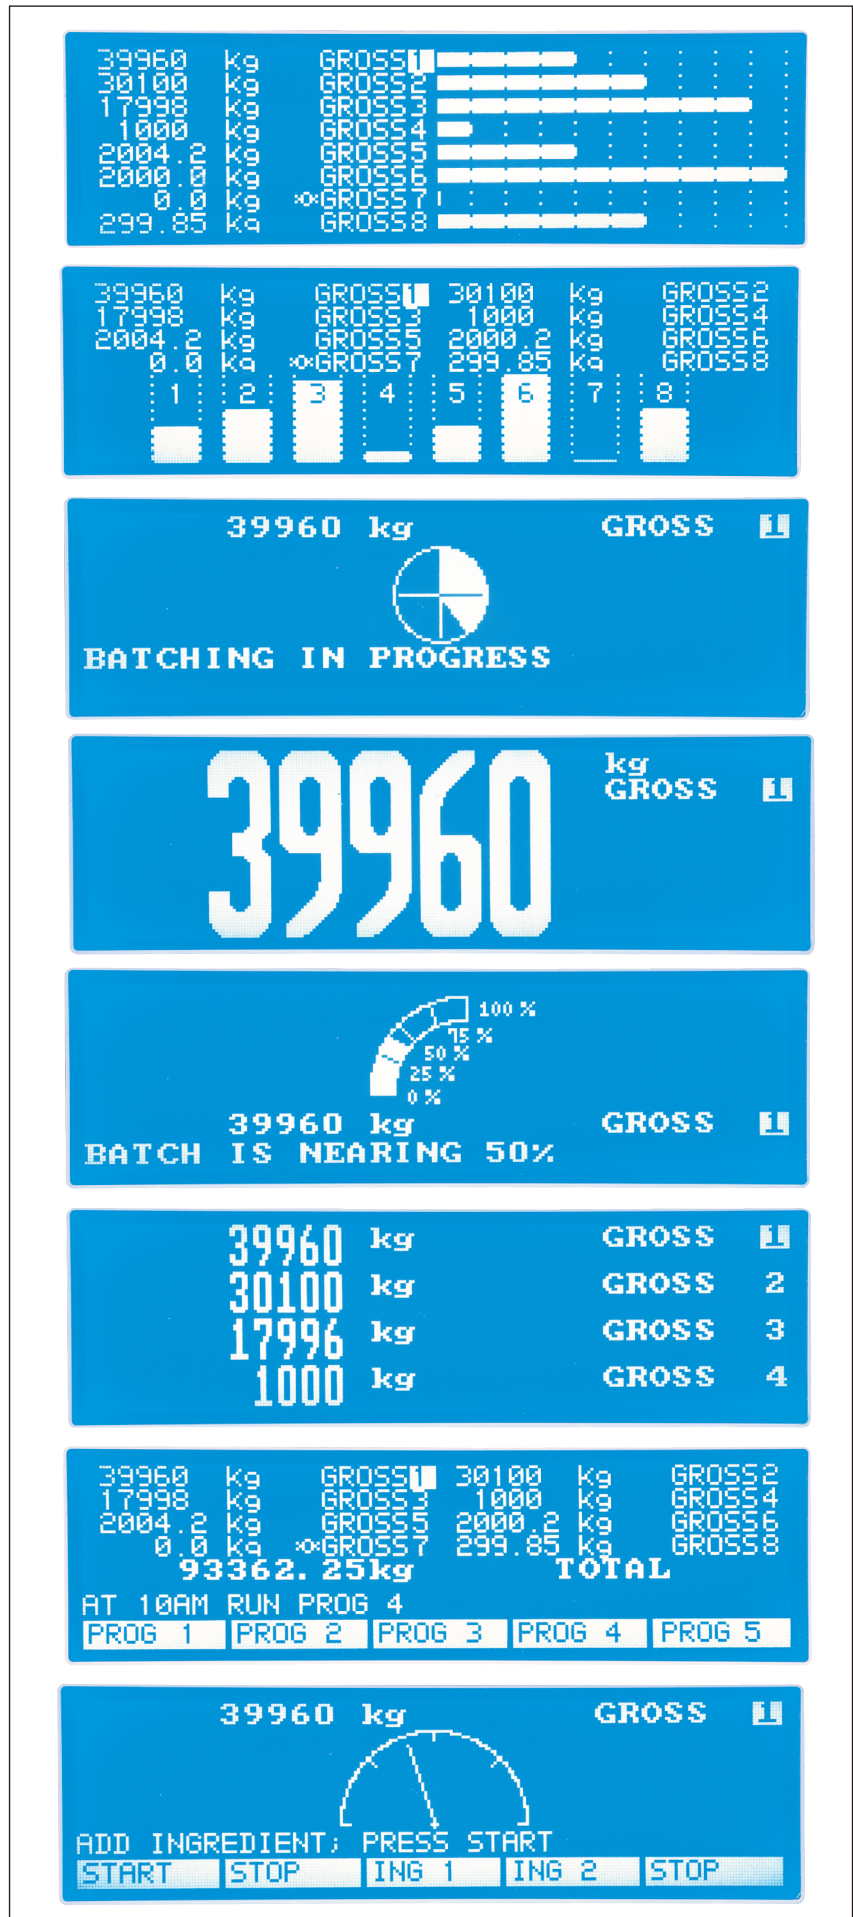 39960 Kg GROSS1
30100 Kg GROSS2
17998 Kg GROSS3
1000 Kg GROSS4
2004.2 Kg GROSS5
2000.0 Kg GROSS6
0.0 Kg GROSS7
299.85 Kg GROSS8
39960 Kg GROSS1 30100 Kg GROSS2
17998 Kg GROSS3 1000 Kg GROSS4
2004.2 Kg GROSS5 2000.2 Kg GROSS6
0.0 Kg GROSS7 299.85 Kg GROSS8
1 2 3 4 5 6 7 8
39960 kg GROSS 1
BATCHING IN PROGRESS
39960 kg
GROSS 1
100 %
75 %
50 %
25 %
0 %
39960 kg GROSS 1
BATCH IS NEARING 50%
39960 kg GROSS 1
30100 kg GROSS 2
17996 kg GROSS 3
1000 kg GROSS 4
39960 Kg GROSS1 30100 Kg GROSS2
17998 Kg GROSS3 1000 Kg GROSS4
2004.2 Kg GROSS5 2000.2 Kg GROSS6
0.0 Kg GROSS7 299.85 Kg GROSS8
93362.25kg TOTAL
AT 10AM RUN PROG 4
PROG 1 PROG 2 PROG 3 PROG 4 PROG 5
39960 kg GROSS 1
ADD INGREDIENT; PRESS START
START STOP ING 1 ING 2 STOP